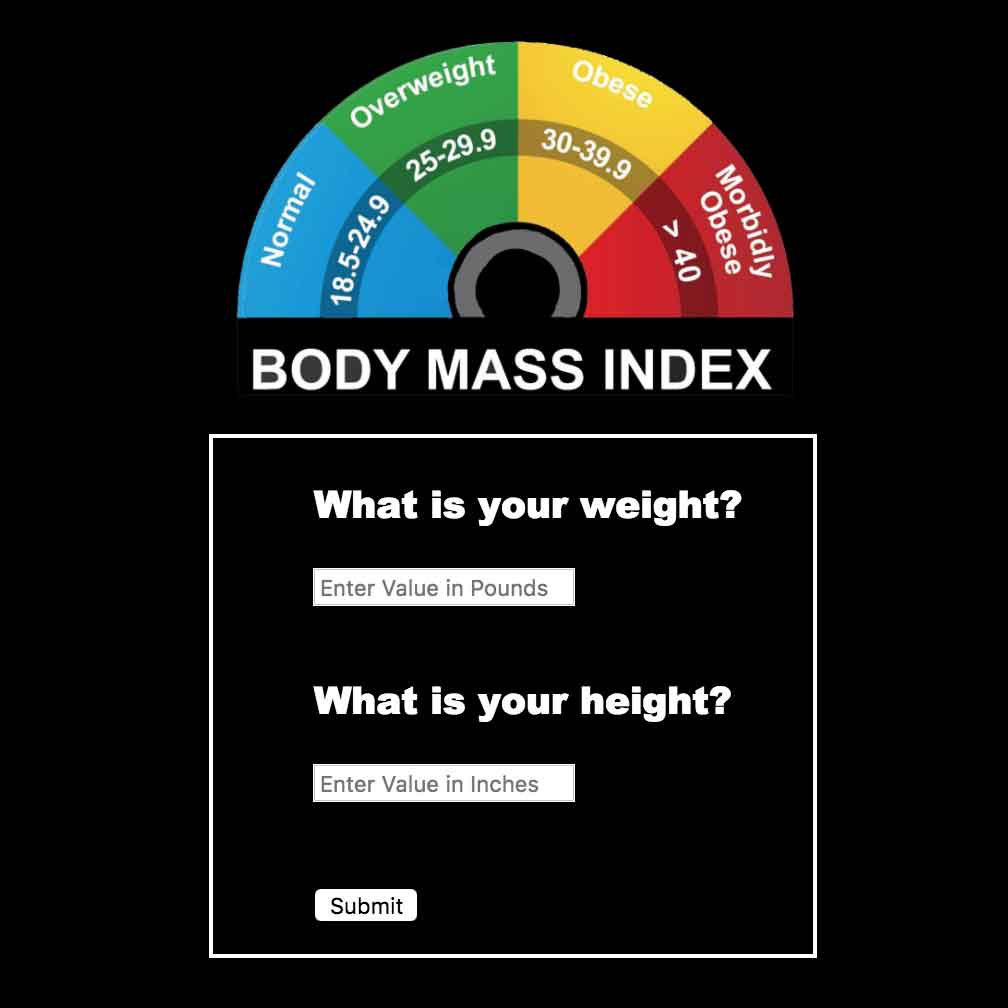 Normal
18.5-24.9
Overweight
25-29.9
Obese
30-39.9
Morbidly
Obese
> 40
BODY MASS INDEX
What is your weight?
Enter Value in Pounds
What is your height?
Enter Value in Inches
Submit